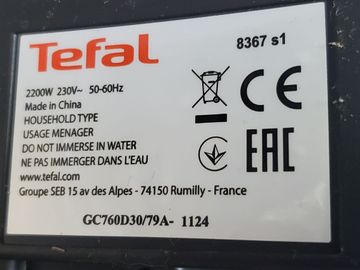 Tefal
8367 s1
2200W 230V~ 50-60Hz
Made in China
HOUSEHOLD TYPE
USAGE MENAGER
DO NOT IMMERSE IN WATER
NE PAS IMMERGER DANS L'EAU
www.tefal.com
Groupe SEB 15 av des Alpes - 74150 Rumilly - France
CE
EAC
GC760D30/79A- 1124